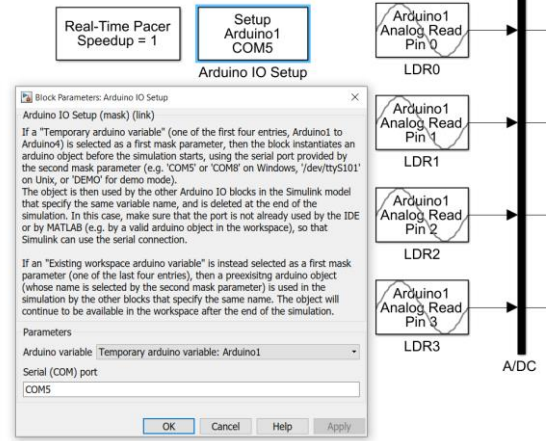 Real-Time Pacer
Speedup = 1
Setup
Arduino1
COM5
Arduino IO Setup
Arduino1
Analog Read
Pin 0
LDR0
Arduino1
Analog Read
Pin 1
LDR1
Arduino1
Analog Read
Pin 2
LDR2
Arduino1
Analog Read
Pin 3
LDR3
A/DC
Block Parameters: Arduino IO Setup
Arduino IO Setup (mask) (link)
If a "Temporary arduino variable" (one of the first four entries, Arduino1 to
Arduino4) is selected as a first mask parameter, then the block instantiates an
arduino object before the simulation starts, using the serial port provided by
the second mask parameter (e.g. 'COM5' or 'COM8' on Windows, '/dev/ttyS101'
on Unix, or 'DEMO' for demo mode).
The object is then used by the other Arduino IO blocks in the Simulink model
that specify the same variable name, and is deleted at the end of the
simulation. In this case, make sure that the port is not already used by the IDE
or by MATLAB (e.g. by a valid arduino object in the workspace), so that
Simulink can use the serial connection.
If an "Existing workspace arduino variable" is instead selected as a first mask
parameter (one of the last four entries), then a preexisitng arduino object
(whose name is selected by the second mask parameter) is used in the
simulation by the other blocks that specify the same name. The object will
continue to be available in the workspace after the end of the simulation.
Parameters
Arduino variable Temporary arduino variable: Arduino1
Serial (COM) port
COM5
OK Cancel Help Apply